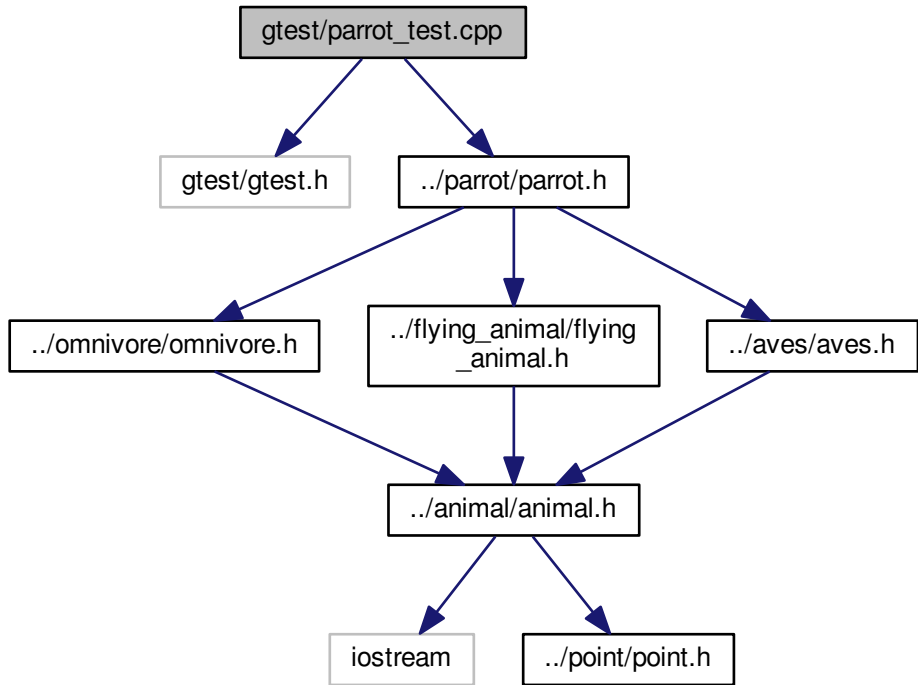 gtest/parrot_test.cpp
gtest/gtest.h
../parrot/parrot.h
../omnivore/omnivore.h
../flying_animal/flying
_animal.h
../aves/aves.h
../animal/animal.h
iostream
../point/point.h